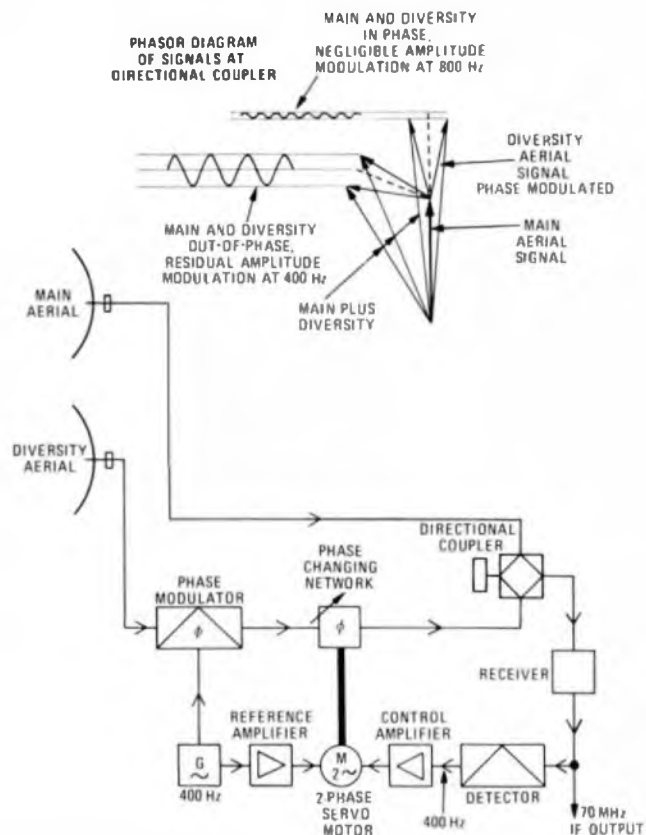 PHASOR DIAGRAM
OF SIGNALS AT
DIRECTIONAL COUPLER
MAIN AND DIVERSITY
IN PHASE,
NEGLIGIBLE AMPLITUDE
MODULATION AT 800 Hz
DIVERSITY
AERIAL
SIGNAL
PHASE MODULATED
MAIN
AERIAL
SIGNAL
MAIN AND DIVERSITY
OUT-OF-PHASE,
RESIDUAL AMPLITUDE
MODULATION AT 400 Hz
MAIN PLUS
DIVERSITY
MAIN
AERIAL
DIVERSITY
AERIAL
DIRECTIONAL
COUPLER
PHASE
CHANGING
NETWORK
PHASE
MODULATOR
ϕ
ϕ
RECEIVER
REFERENCE
AMPLIFIER
CONTROL
AMPLIFIER
G
~
M
2~
400 Hz
2-PHASE
SERVO
MOTOR
400 Hz
DETECTOR
70 MHz
IF OUTPUT